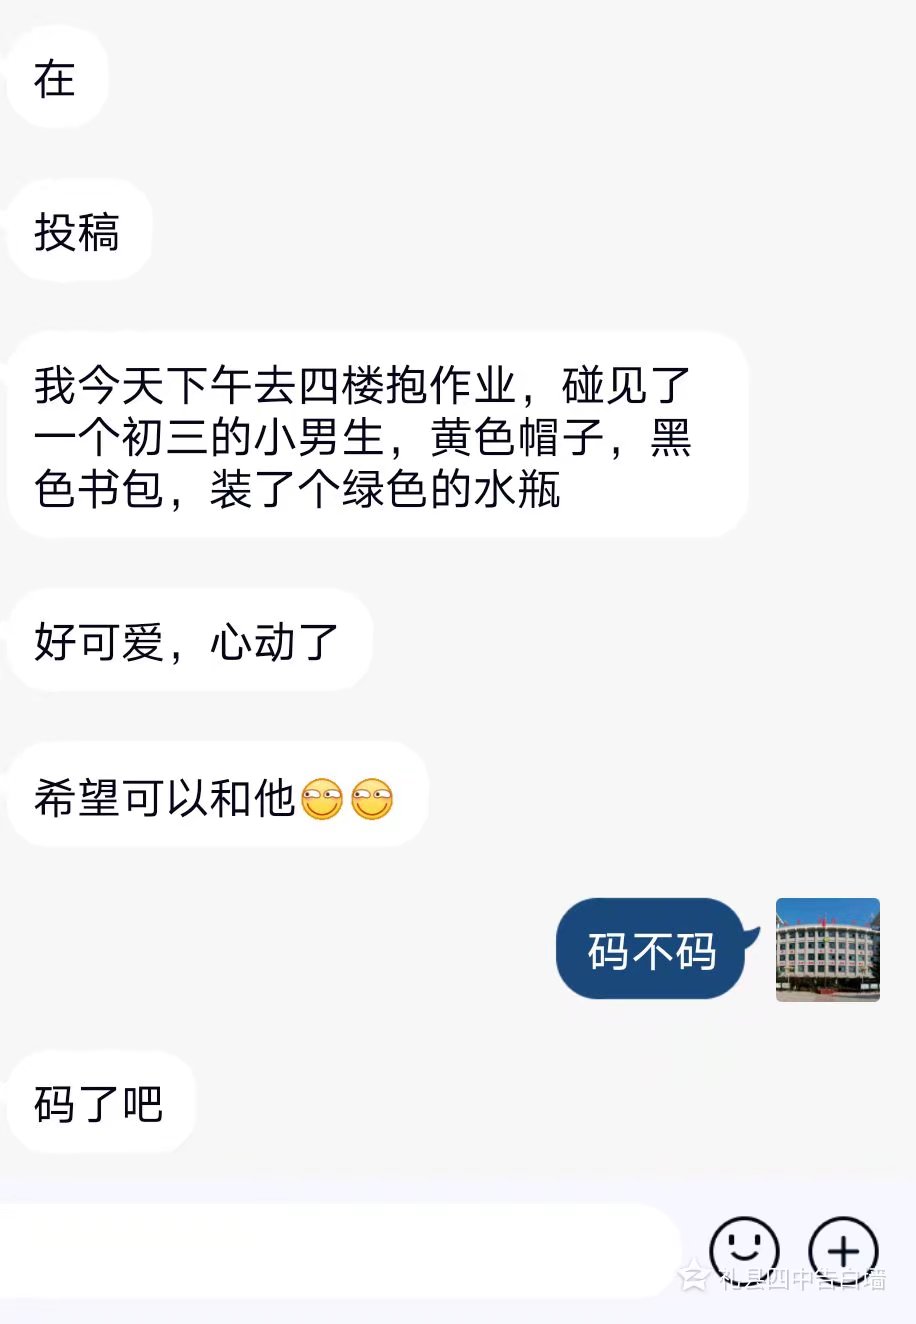 在
投稿
我今天下午去四楼抱作业，碰见了
一个初三的小男生，黄色帽子，黑
色书包，装了个绿色的水瓶
好可爱，心动了
希望可以和他
码不码
码了吧
礼县四中告白墙